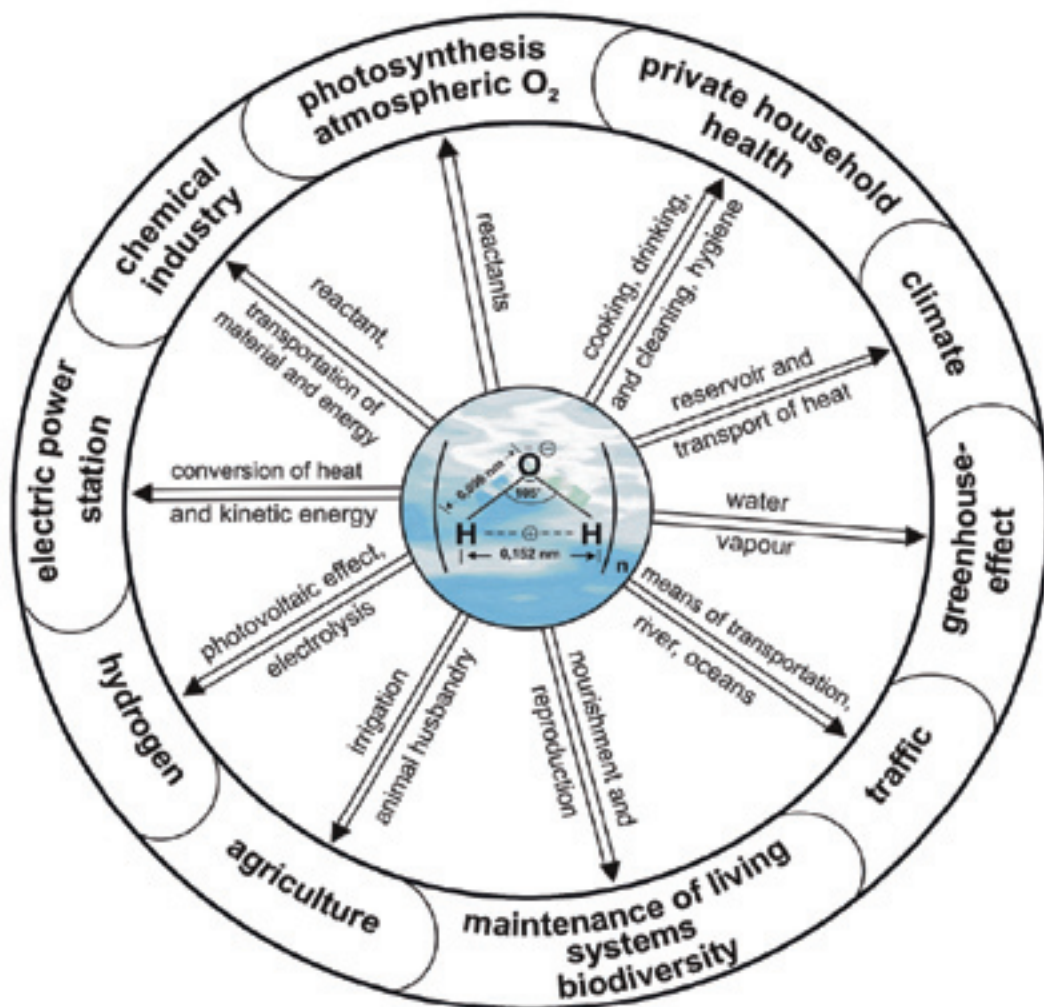 photosynthesis
atmospheric O₂
private household
health
climate
greenhouse-
effect
traffic
maintenance of living
systems
biodiversity
agriculture
hydrogen
electric power
station
chemical
industry
reactants
cooking, drinking,
and cleaning, hygiene
reservoir and
transport of heat
water
vapour
means of transportation,
river, oceans
nourishment and
reproduction
irrigation
animal husbandry
photovoltaic effect,
electrolysis
conversion of heat
and kinetic energy
reactant,
transportation of
material and energy
O ⊖
H ⊕ H
0,152 nm
n